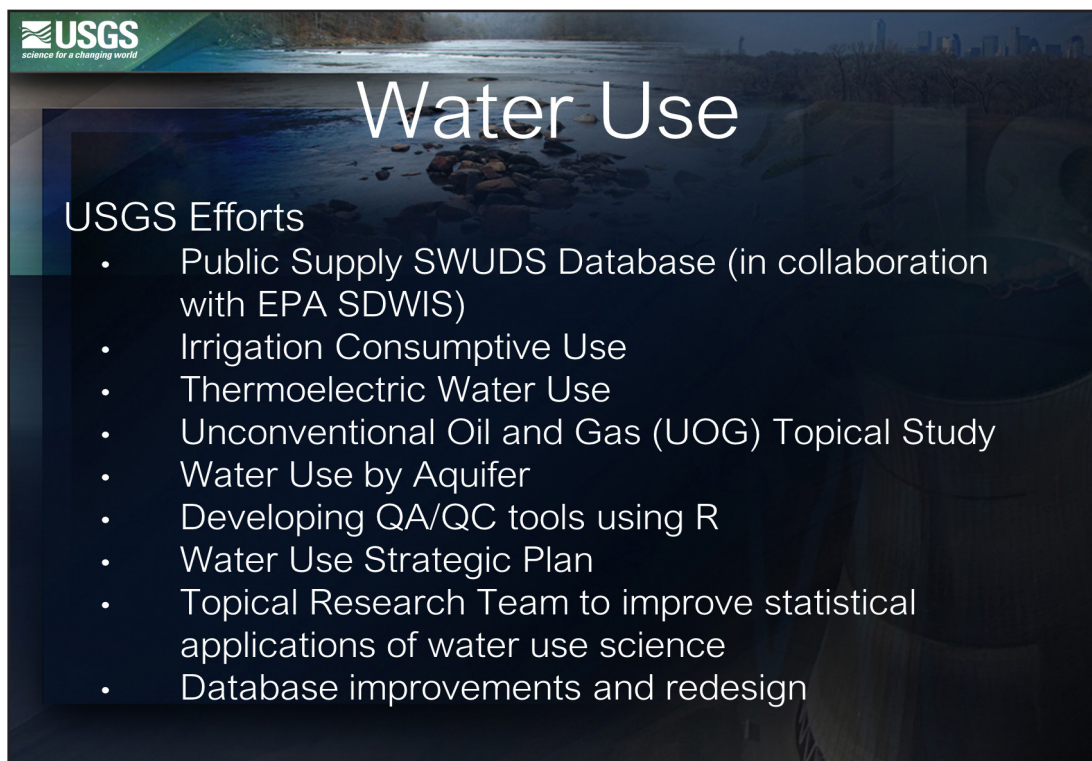 USGS
science for a changing world
Water Use
USGS Efforts
• Public Supply SWUDS Database (in collaboration
with EPA SDWIS)
• Irrigation Consumptive Use
• Thermoelectric Water Use
• Unconventional Oil and Gas (UOG) Topical Study
• Water Use by Aquifer
• Developing QA/QC tools using R
• Water Use Strategic Plan
• Topical Research Team to improve statistical
applications of water use science
• Database improvements and redesign